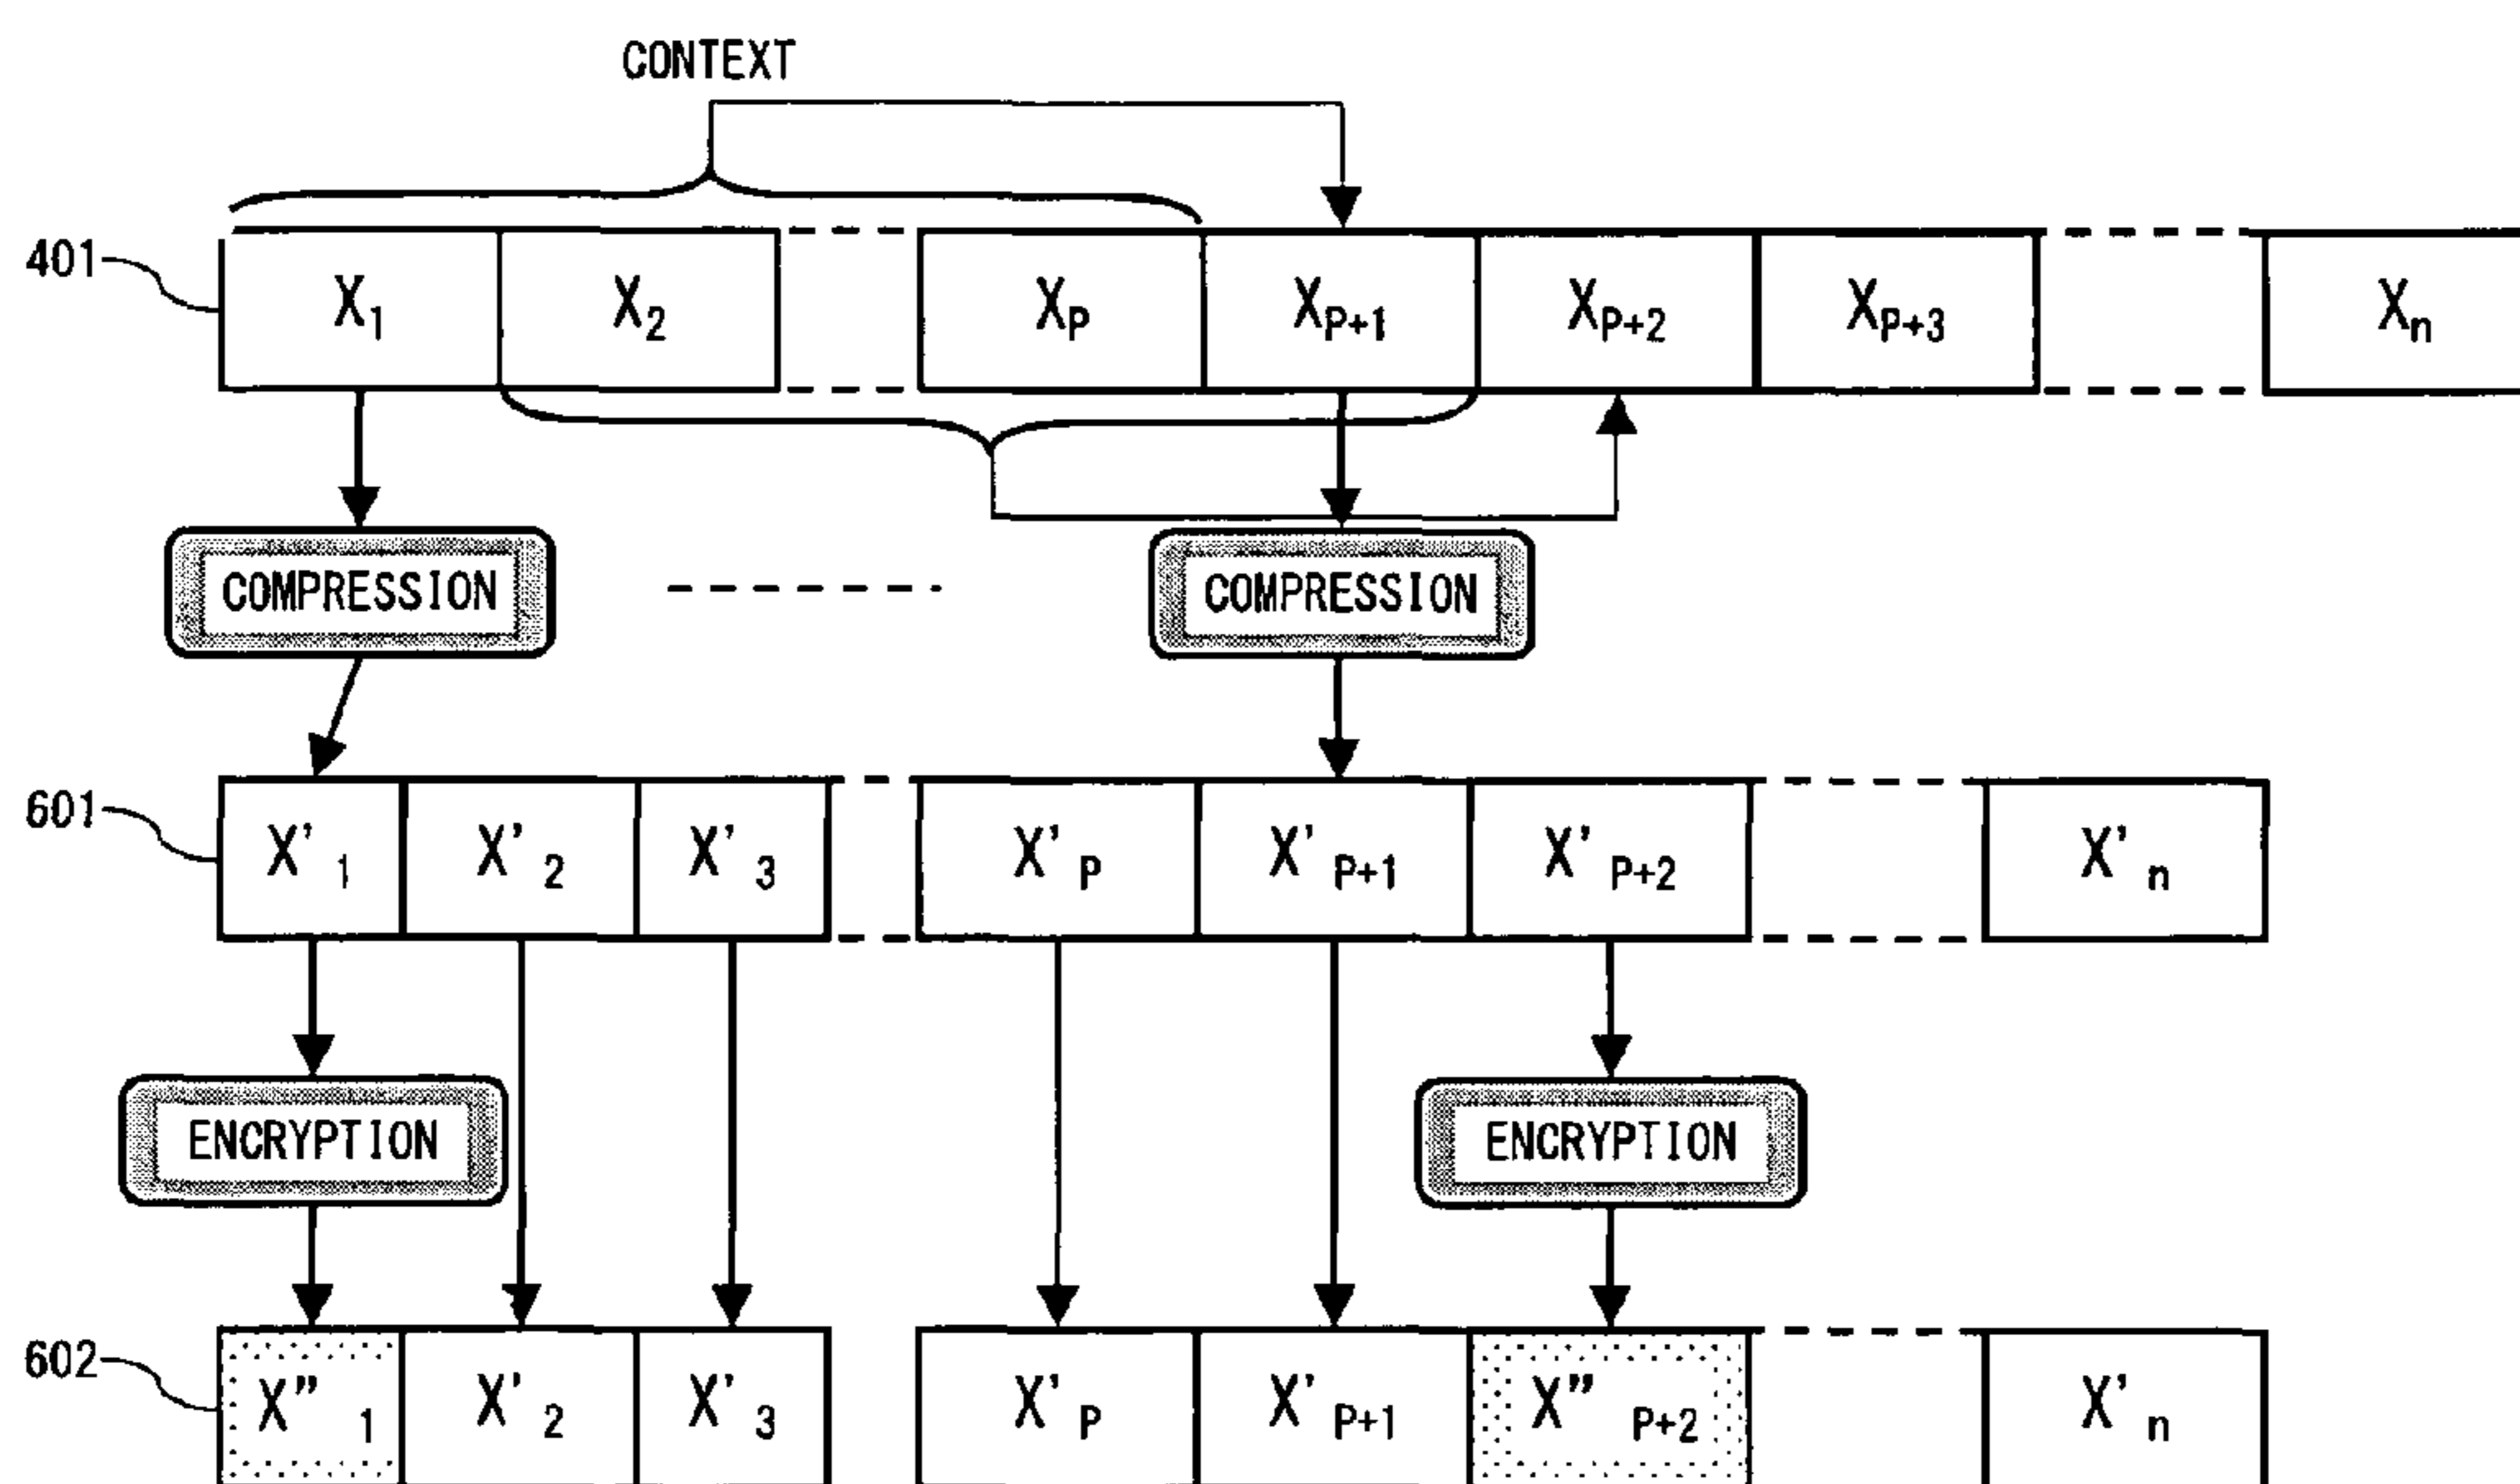 CONTEXT
401 X1 X2 XP XP+1 XP+2 XP+3 Xn
COMPRESSION COMPRESSION
601 X'1 X'2 X'3 X'P X'P+1 X'P+2 X'n
ENCRYPTION ENCRYPTION
602 X"1 X'2 X'3 X'P X'P+1 X"P+2 X'n